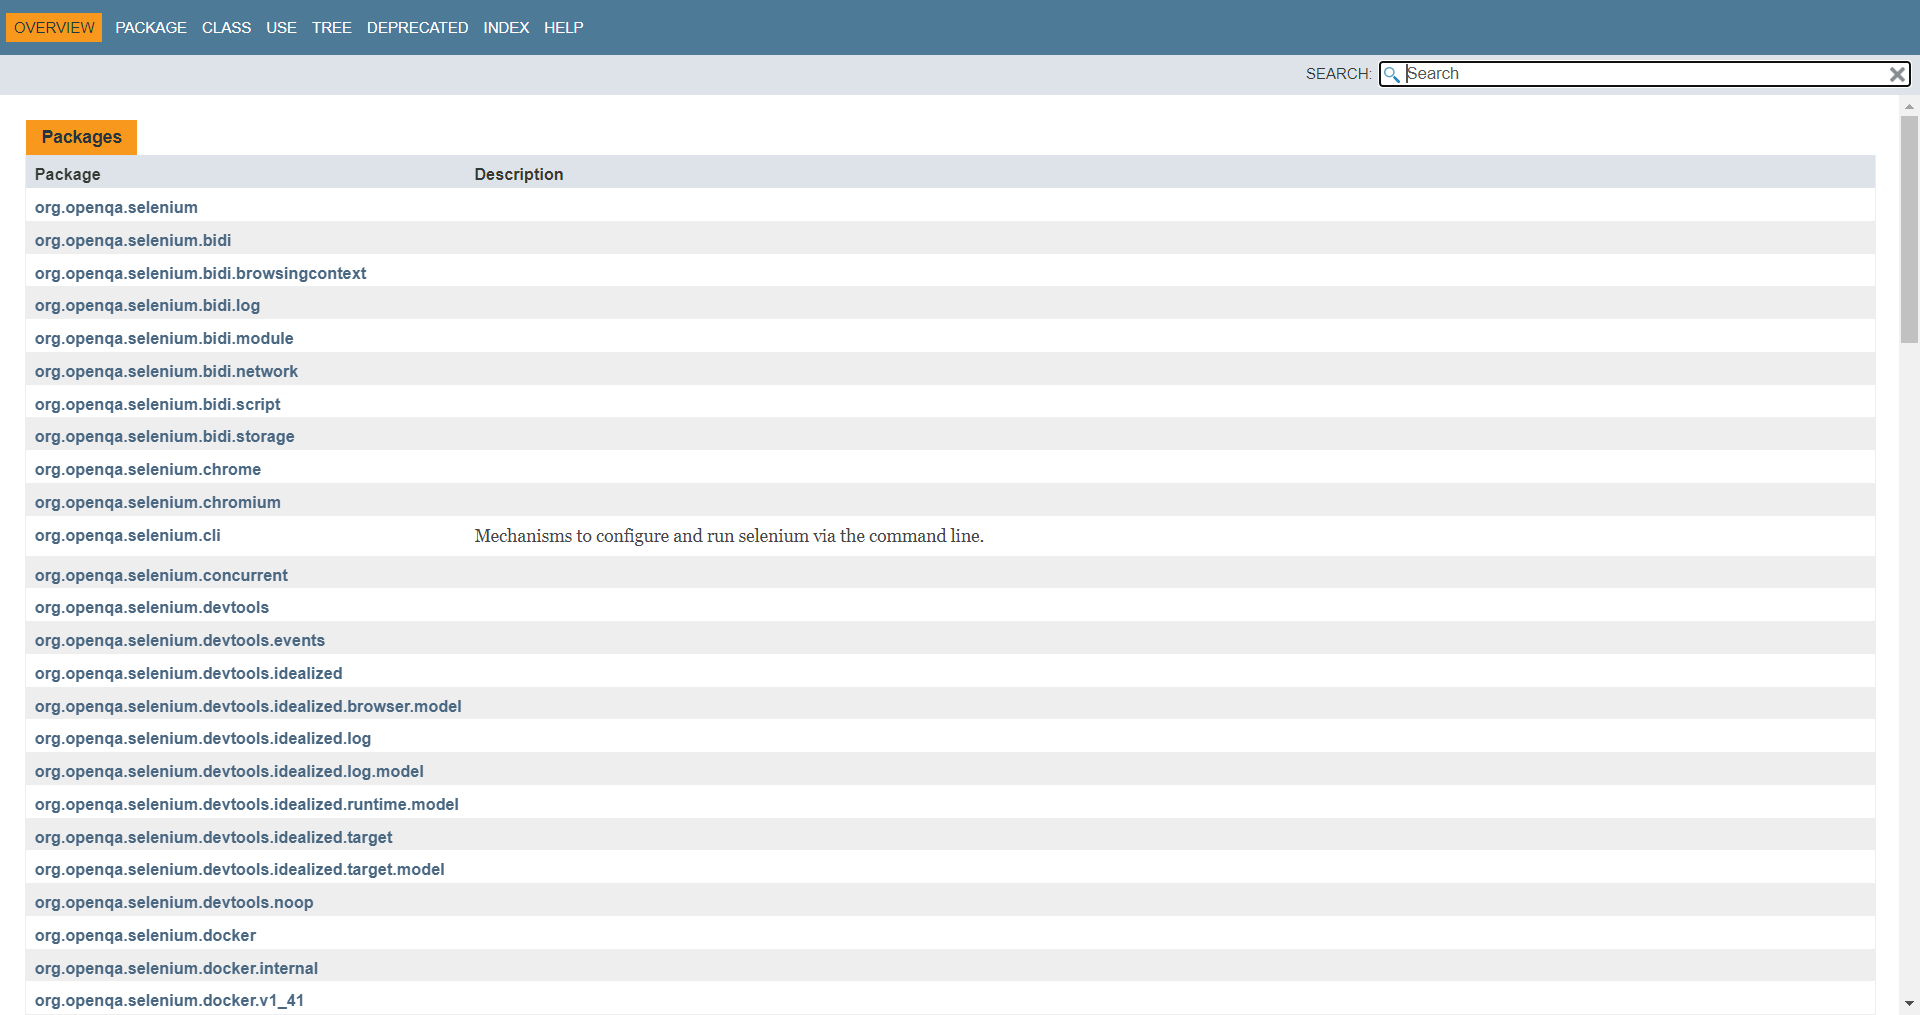 OVERVIEW PACKAGE CLASS USE TREE DEPRECATED INDEX HELP
SEARCH: Search
Packages
Package Description
org.openqa.selenium
org.openqa.selenium.bidi
org.openqa.selenium.bidi.browsingcontext
org.openqa.selenium.bidi.log
org.openqa.selenium.bidi.module
org.openqa.selenium.bidi.network
org.openqa.selenium.bidi.script
org.openqa.selenium.bidi.storage
org.openqa.selenium.chrome
org.openqa.selenium.chromium
org.openqa.selenium.cli Mechanisms to configure and run selenium via the command line.
org.openqa.selenium.concurrent
org.openqa.selenium.devtools
org.openqa.selenium.devtools.events
org.openqa.selenium.devtools.idealized
org.openqa.selenium.devtools.idealized.browser.model
org.openqa.selenium.devtools.idealized.log
org.openqa.selenium.devtools.idealized.log.model
org.openqa.selenium.devtools.idealized.runtime.model
org.openqa.selenium.devtools.idealized.target
org.openqa.selenium.devtools.idealized.target.model
org.openqa.selenium.devtools.noop
org.openqa.selenium.docker
org.openqa.selenium.docker.internal
org.openqa.selenium.docker.v1_41